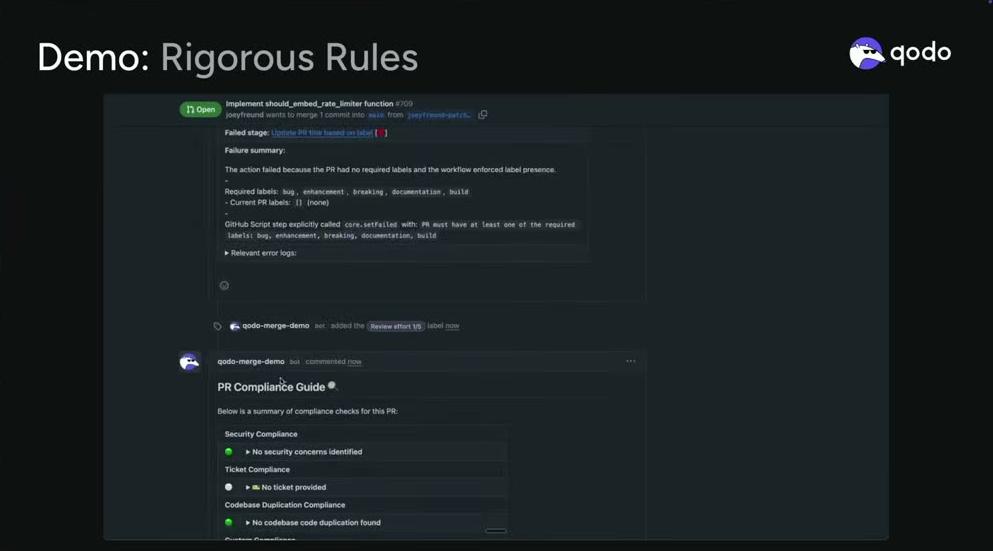 Demo: Rigorous Rules
qodo
Open
Implement should_embed_rate_limiter function #709
joeyfreund wants to merge 1 commit into main from joeyfreund-patch…
Failed stage: Update PR title based on label [❌]
Failure summary:
The action failed because the PR had no required labels and the workflow enforced label presence.
-
Required labels: bug, enhancement, breaking, documentation, build
- Current PR labels: [] (none)
-
GitHub Script step explicitly called core.setFailed with: PR must have at least one of the required
labels: bug, enhancement, breaking, documentation, build
▶ Relevant error logs:
qodo-merge-demo bot added the Review effort 1/5 label now
qodo-merge-demo bot commented now
PR Compliance Guide 🔍
Below is a summary of compliance checks for this PR:
Security Compliance
▶ No security concerns identified
Ticket Compliance
▶ 🎫 No ticket provided
Codebase Duplication Compliance
▶ No codebase code duplication found
Custom Compliance